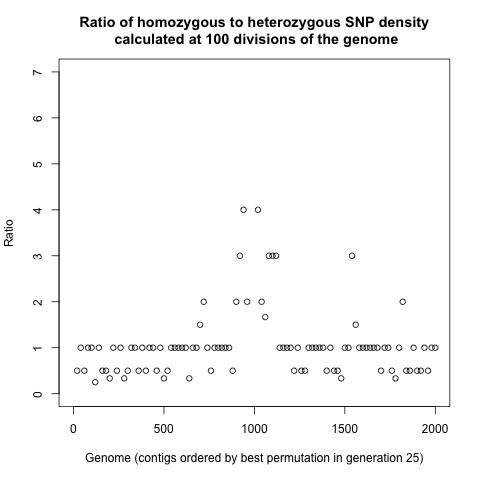 Ratio of homozygous to heterozygous SNP density
calculated at 100 divisions of the genome
7
6
5
4
3
2
1
0
Ratio
0 500 1000 1500 2000
Genome (contigs ordered by best permutation in generation 25)